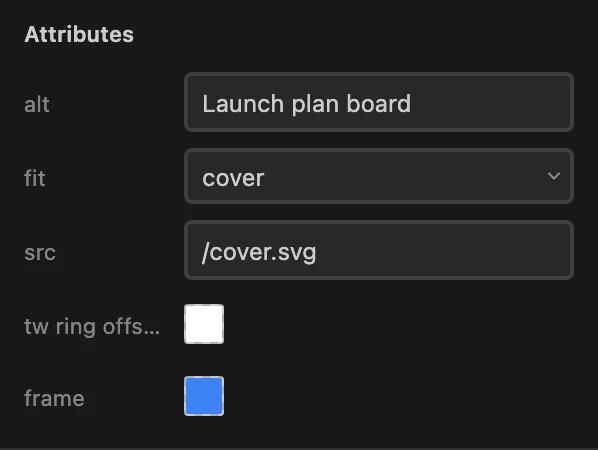 Attributes
alt
Launch plan board
fit
cover
src
/cover.svg
tw ring offs...
frame